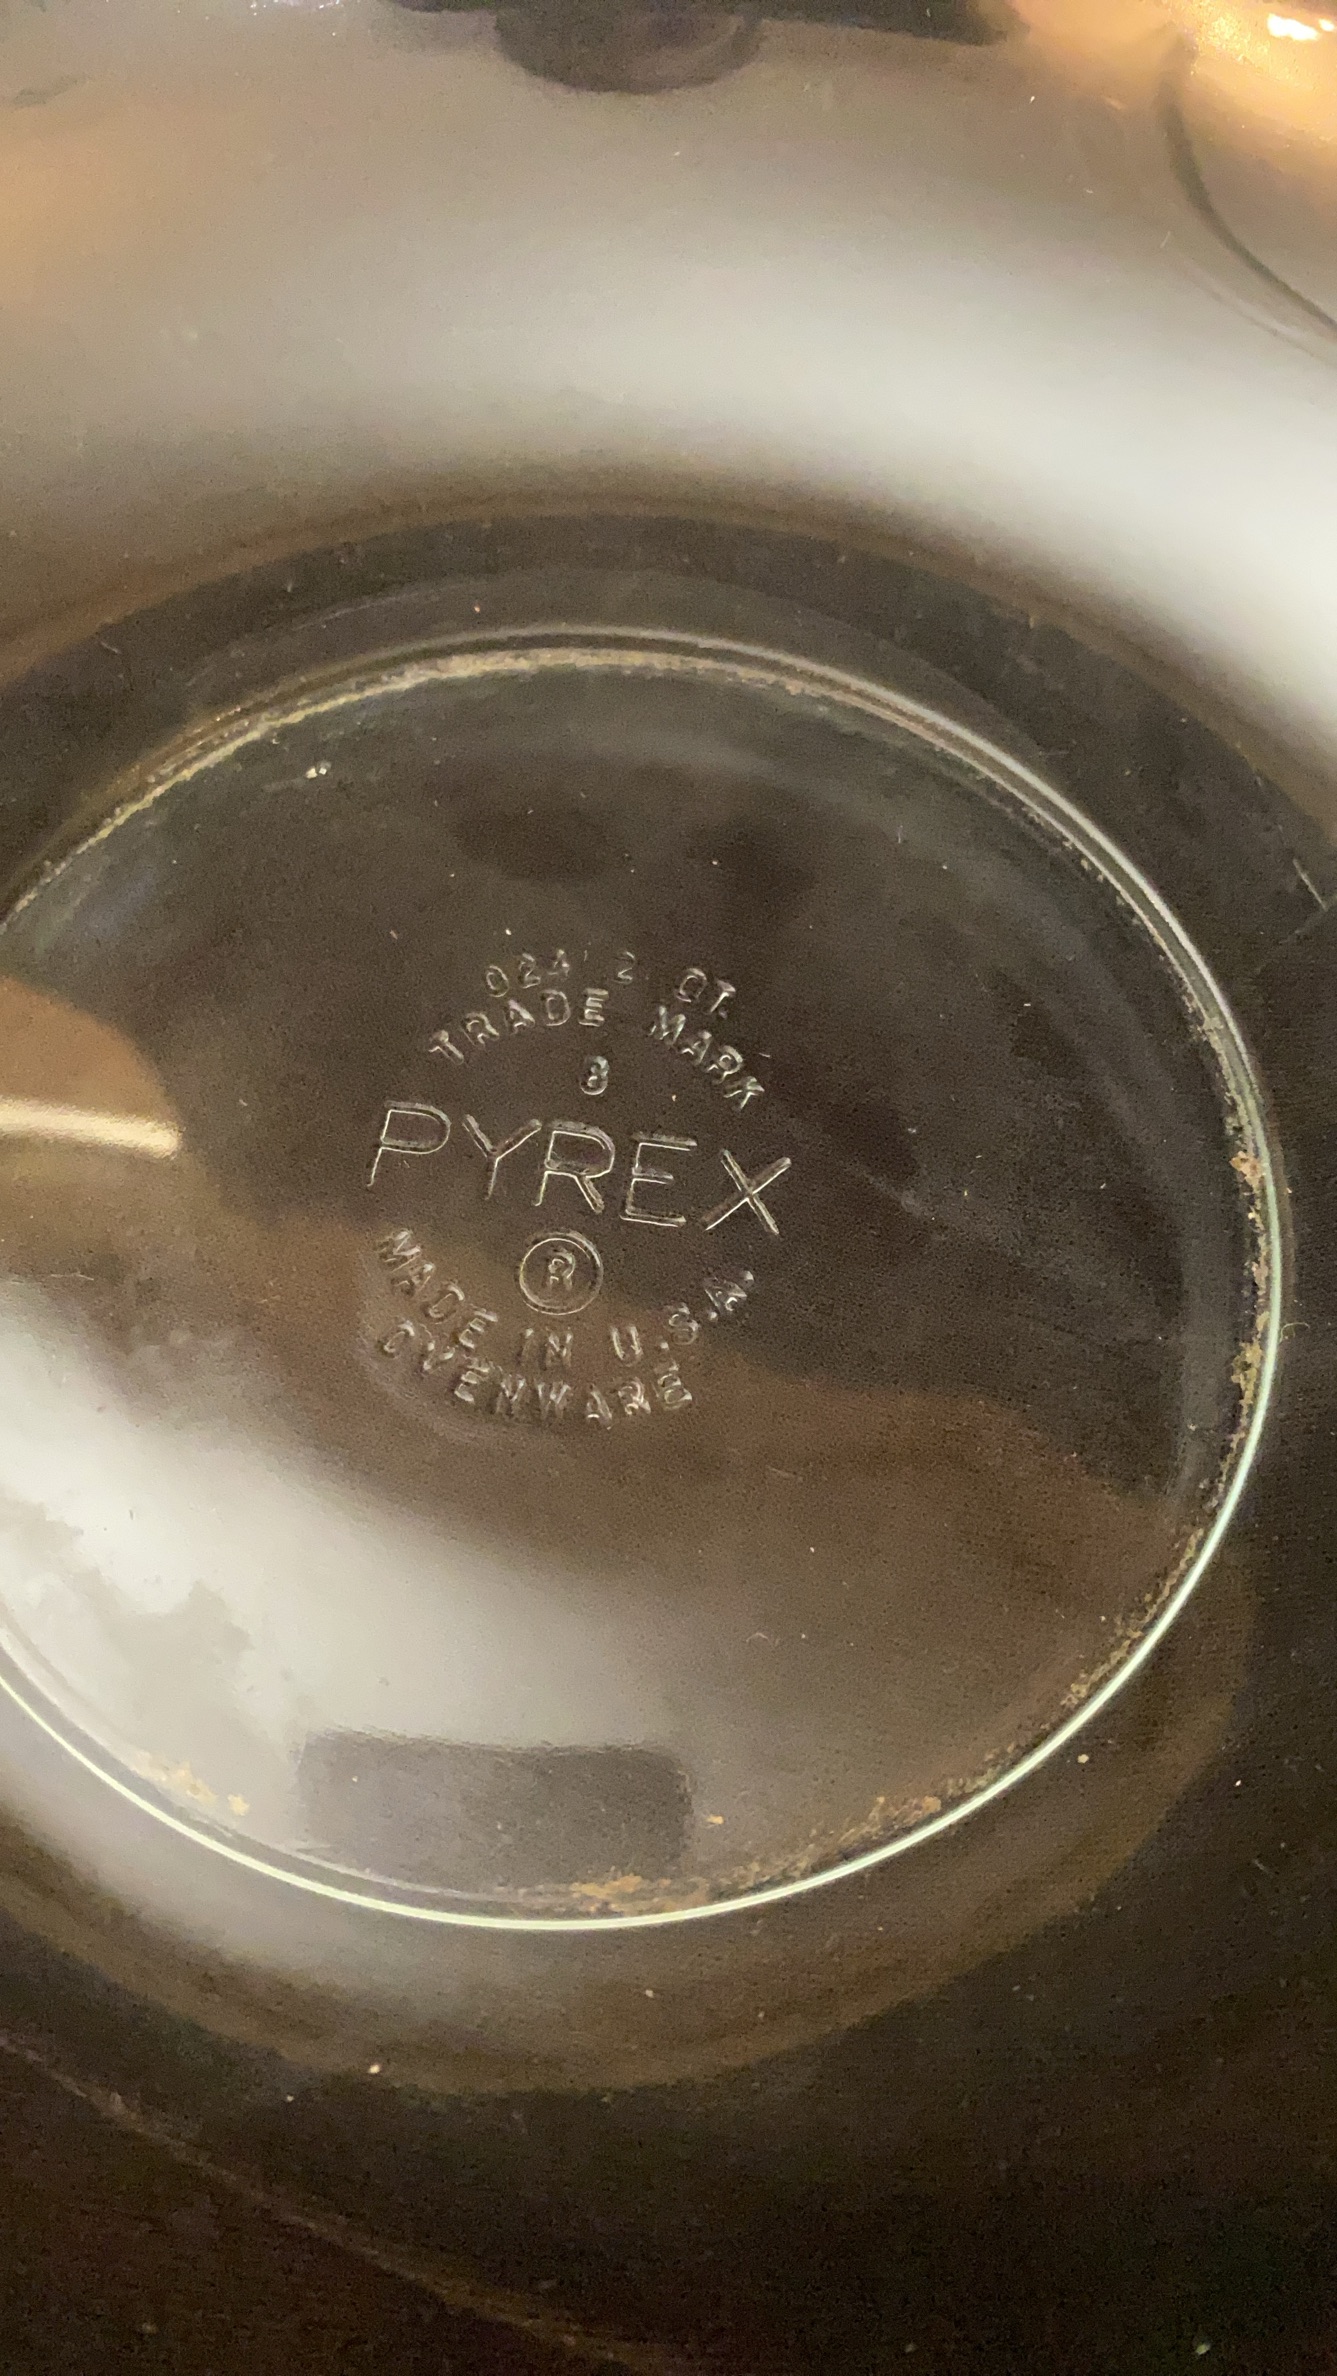 024 2 QT.
TRADE MARK
8
PYREX
®
MADE IN U.S.A.
OVENWARE